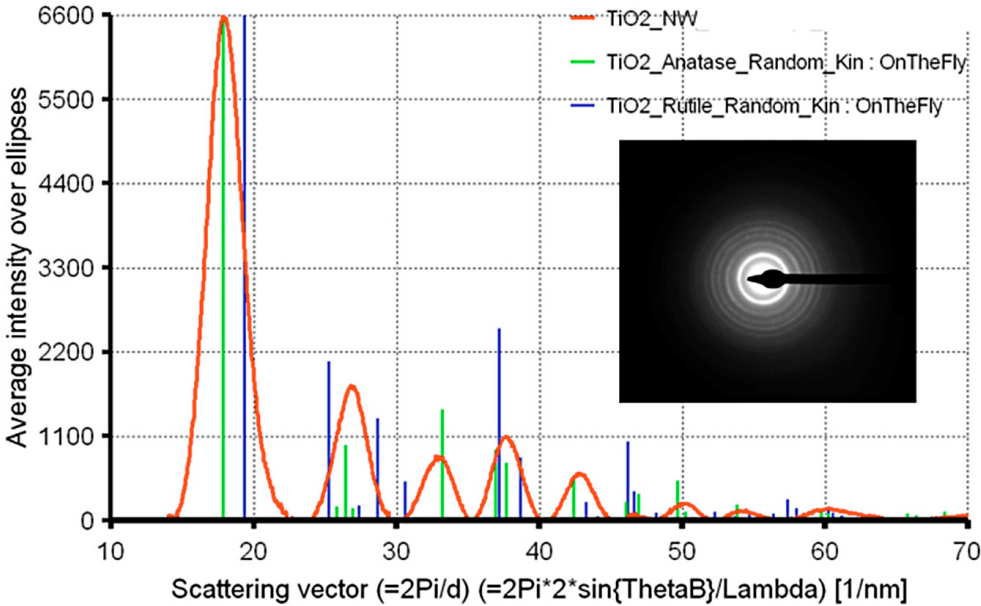 6600
5500
4400
3300
2200
1100
0
Average intensity over ellipses
TiO2_NW
TiO2_Anatase_Random_Kin : OnTheFly
TiO2_Rutile_Random_Kin : OnTheFly
10 20 30 40 50 60 70
Scattering vector (=2Pi/d) (=2Pi*2*sin{ThetaB}/Lambda) [1/nm]